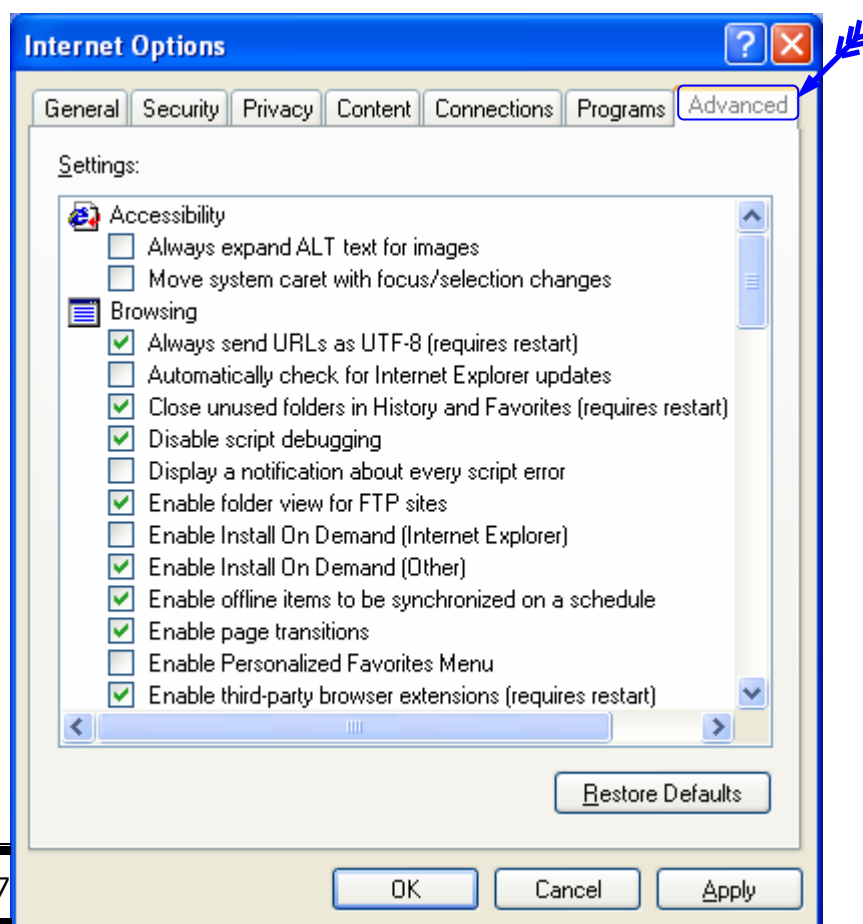 Internet Options
General Security Privacy Content Connections Programs Advanced
Settings:
Accessibility
Always expand ALT text for images
Move system caret with focus/selection changes
Browsing
Always send URLs as UTF-8 (requires restart)
Automatically check for Internet Explorer updates
Close unused folders in History and Favorites (requires restart)
Disable script debugging
Display a notification about every script error
Enable folder view for FTP sites
Enable Install On Demand (Internet Explorer)
Enable Install On Demand (Other)
Enable offline items to be synchronized on a schedule
Enable page transitions
Enable Personalized Favorites Menu
Enable third-party browser extensions (requires restart)
Restore Defaults
7
OK Cancel Apply